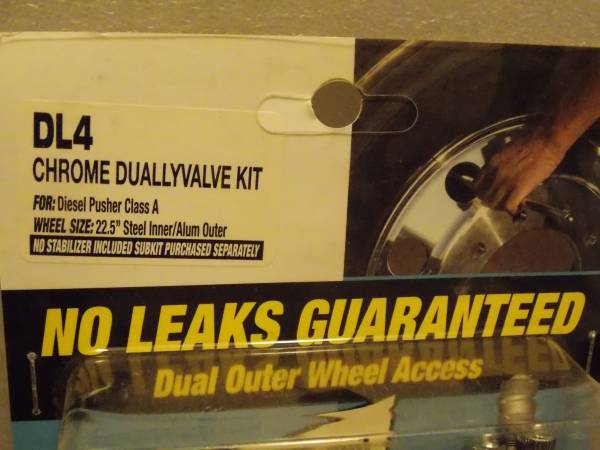 DL4
CHROME DUALLYVALVE KIT
FOR: Diesel Pusher Class A
WHEEL SIZE: 22.5" Steel Inner/Alum Outer
NO STABILIZER INCLUDED SUBKIT PURCHASED SEPARATELY
NO LEAKS GUARANTEED
Dual Outer Wheel Access